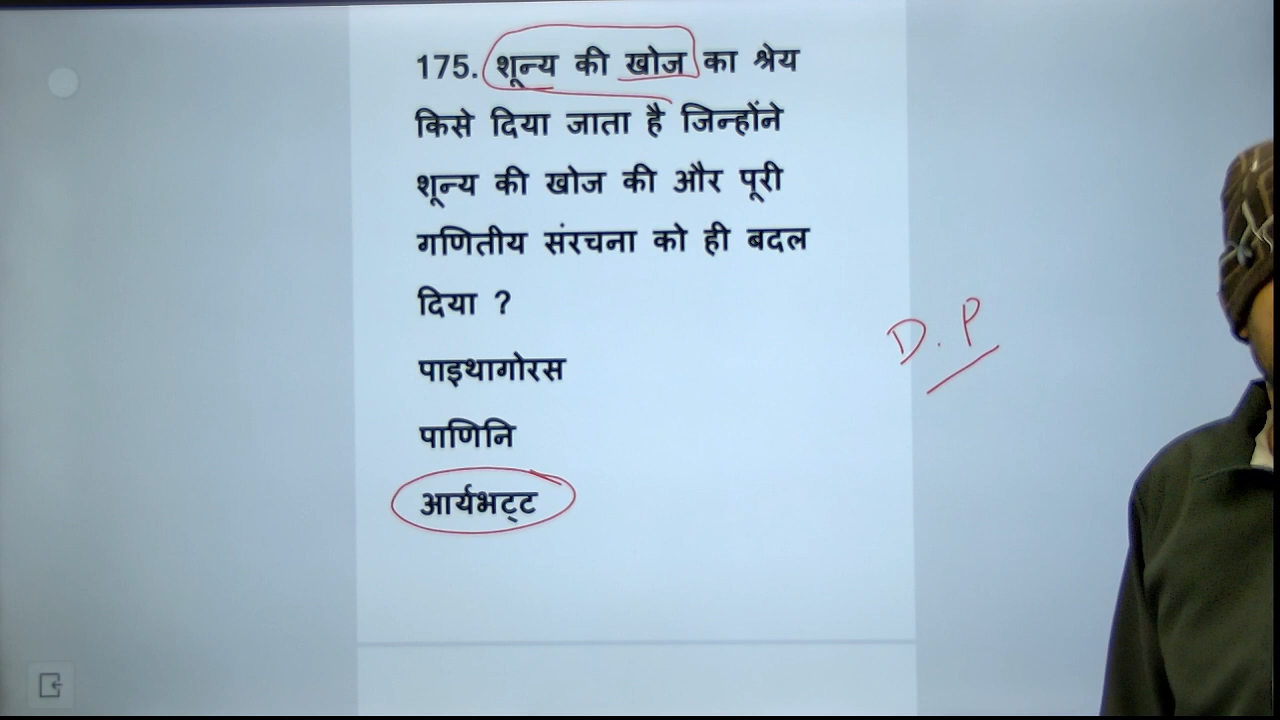 175. शून्य की खोज का श्रेय
किसे दिया जाता है जिन्होंने
शून्य की खोज की और पूरी
गणितीय संरचना को ही बदल
दिया ?
D. P
पाइथागोरस
पाणिनि
आर्यभट्ट